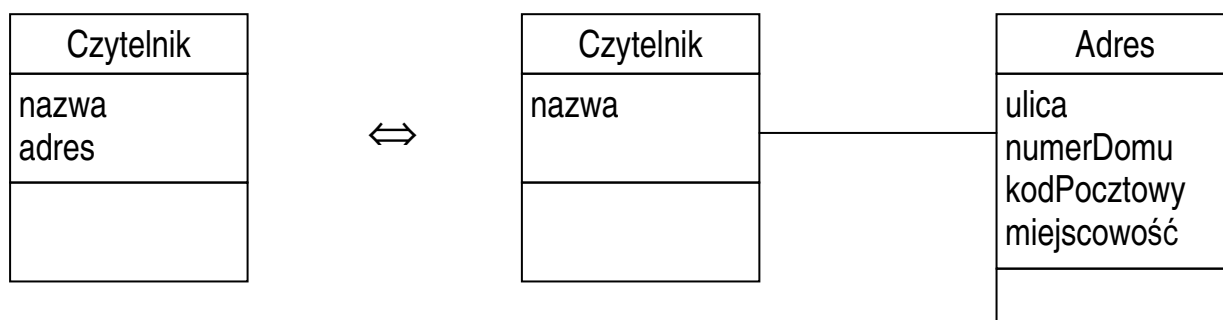 Czytelnik
nazwa
adres
⇔
Czytelnik
nazwa
Adres
ulica
numerDomu
kodPocztowy
miejscowość